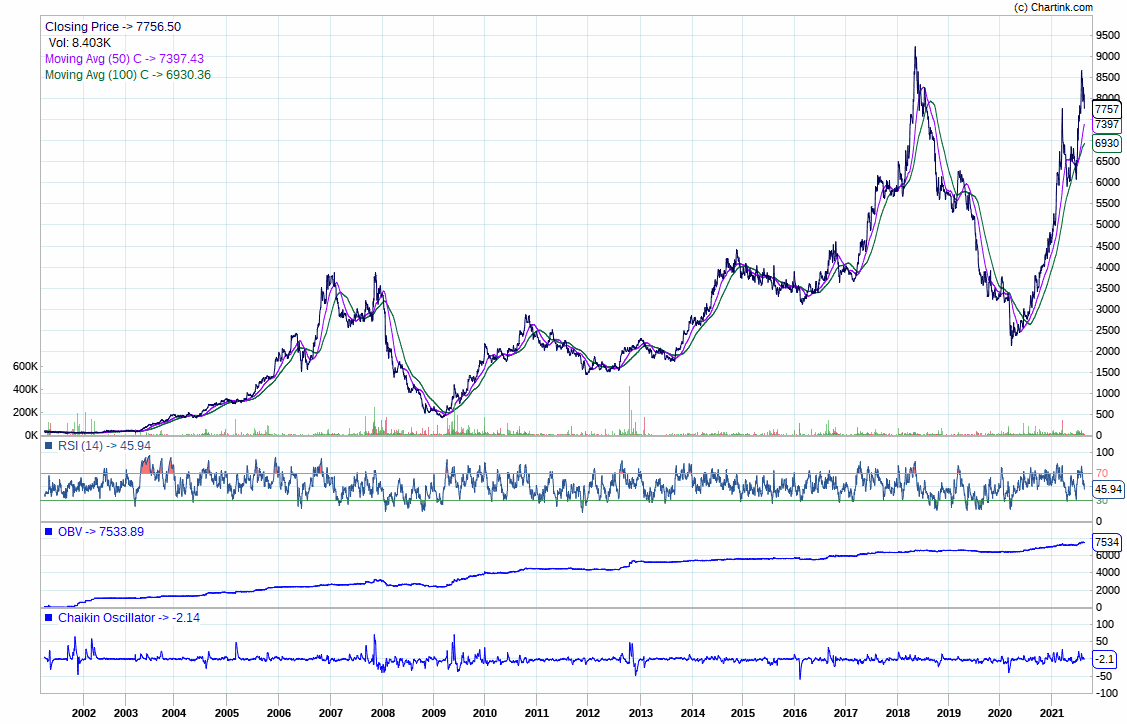 (c) Chartink.com
Closing Price -> 7756.50
Vol: 8.403K
Moving Avg (50) C -> 7397.43
Moving Avg (100) C -> 6930.36
9500
9000
8500
8000
7757
7397
6930
6500
6000
5500
5000
4500
4000
3500
3000
2500
2000
1500
1000
500
0
600K
400K
200K
0K
RSI (14) -> 45.94
100
70
45.94
30
0
OBV -> 7533.89
7534
6000
4000
2000
0
Chaikin Oscillator -> -2.14
100
50
-2.1
-50
-100
2002 2003 2004 2005 2006 2007 2008 2009 2010 2011 2012 2013 2014 2015 2016 2017 2018 2019 2020 2021